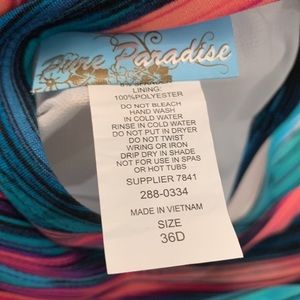 Pure Paradise
LINING:
100%POLYESTER
DO NOT BLEACH
HAND WASH
IN COLD WATER
RINSE IN COLD WATER
DO NOT PUT IN DRYER
DO NOT TWIST
WRING OR IRON
DRIP DRY IN SHADE
NOT FOR USE IN SPAS
OR HOT TUBS
SUPPLIER 7841
288-0334
MADE IN VIETNAM
SIZE
36D